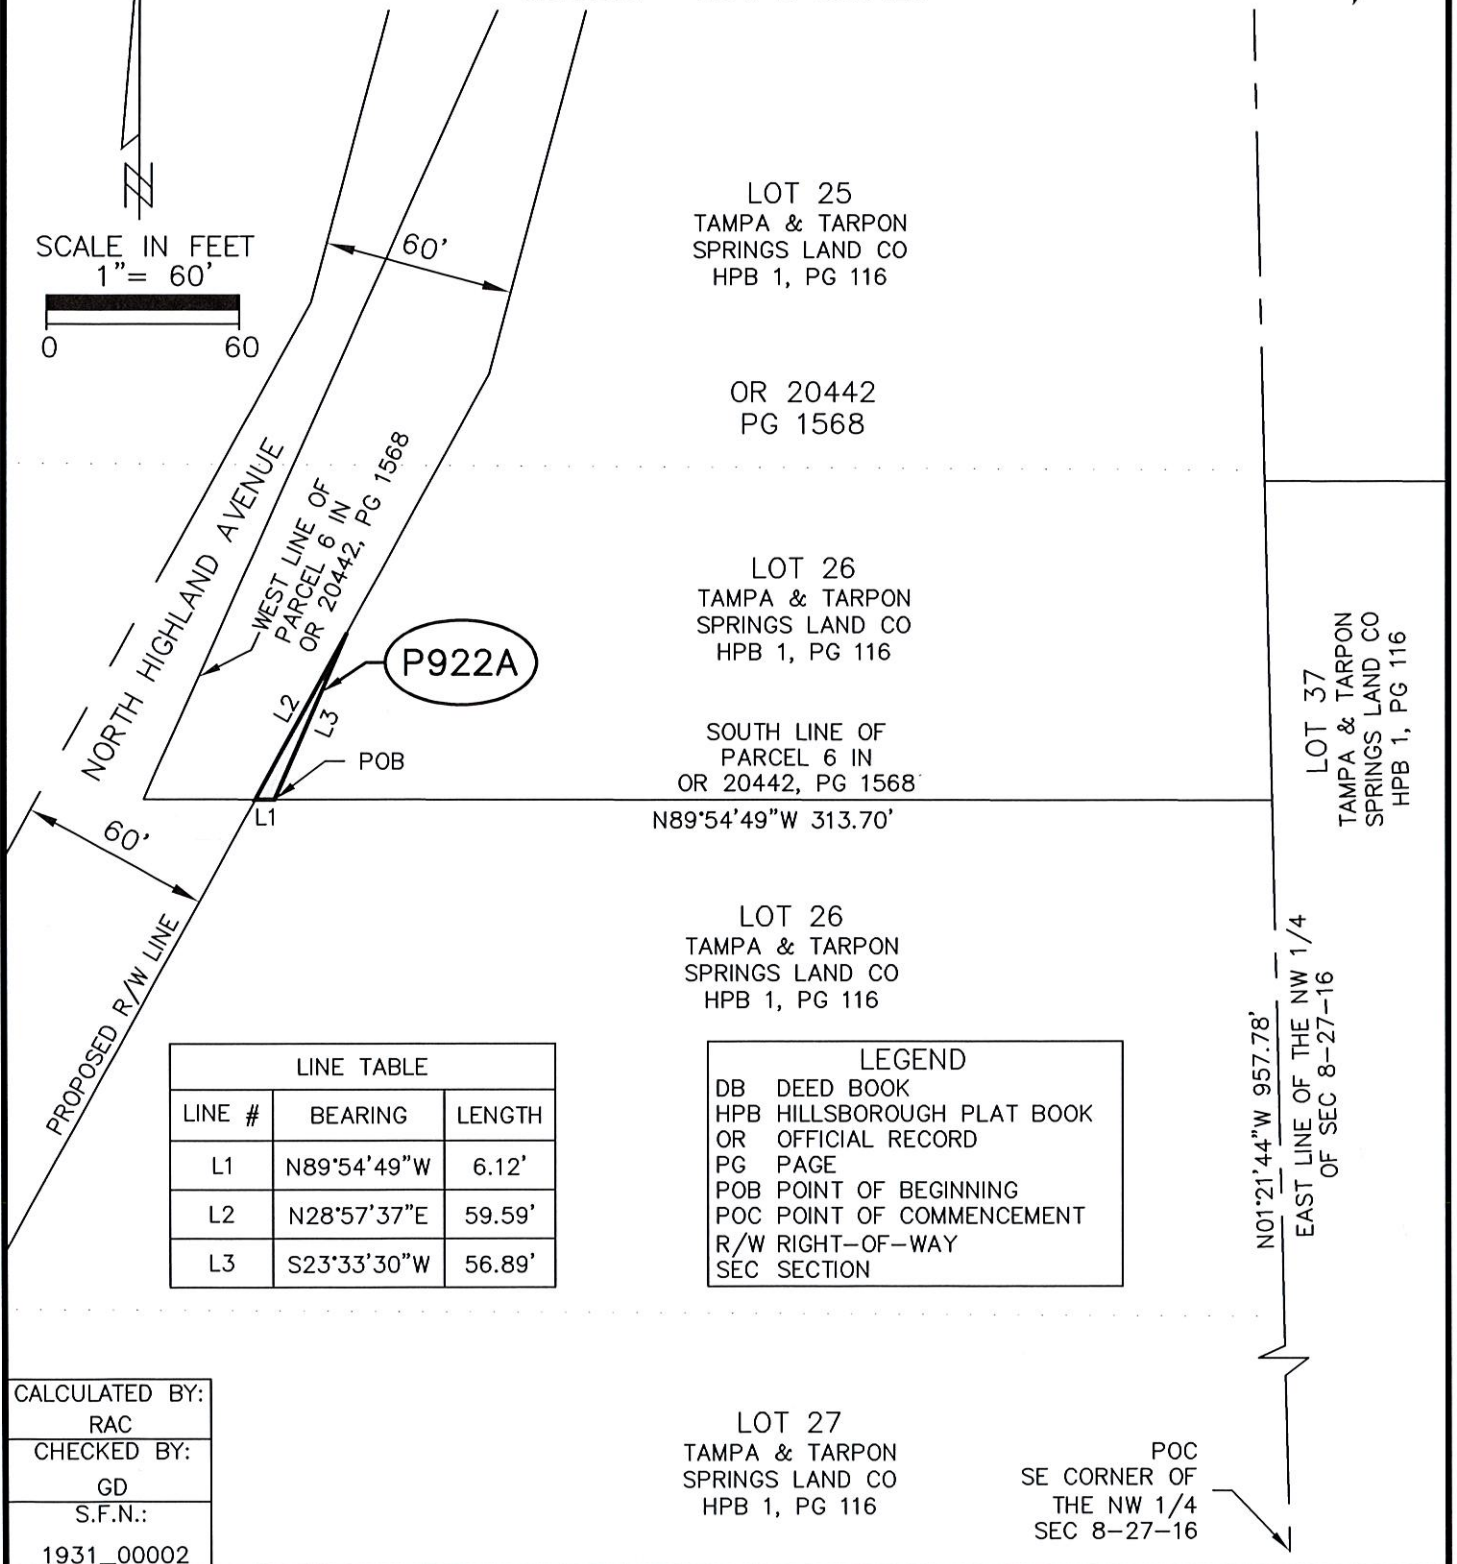 N
SCALE IN FEET
1"= 60'
0 60
60'
LOT 25
TAMPA & TARPON
SPRINGS LAND CO
HPB 1, PG 116
OR 20442
PG 1568
NORTH HIGHLAND AVENUE
WEST LINE OF
PARCEL 6 IN
OR 20442, PG 1568
LOT 26
TAMPA & TARPON
SPRINGS LAND CO
HPB 1, PG 116
P922A
L2
L3
POB
L1
SOUTH LINE OF
PARCEL 6 IN
OR 20442, PG 1568
N89°54'49"W 313.70'
LOT 37
TAMPA & TARPON
SPRINGS LAND CO
HPB 1, PG 116
60'
PROPOSED R/W LINE
LOT 26
TAMPA & TARPON
SPRINGS LAND CO
HPB 1, PG 116
N01°21'44"W 957.78'
EAST LINE OF THE NW 1/4
OF SEC 8-27-16
LINE TABLE
LINE # BEARING LENGTH
L1 N89°54'49"W 6.12'
L2 N28°57'37"E 59.59'
L3 S23°33'30"W 56.89'
LEGEND
DB DEED BOOK
HPB HILLSBOROUGH PLAT BOOK
OR OFFICIAL RECORD
PG PAGE
POB POINT OF BEGINNING
POC POINT OF COMMENCEMENT
R/W RIGHT-OF-WAY
SEC SECTION
CALCULATED BY:
RAC
CHECKED BY:
GD
S.F.N.:
1931_00002
LOT 27
TAMPA & TARPON
SPRINGS LAND CO
HPB 1, PG 116
POC
SE CORNER OF
THE NW 1/4
SEC 8-27-16